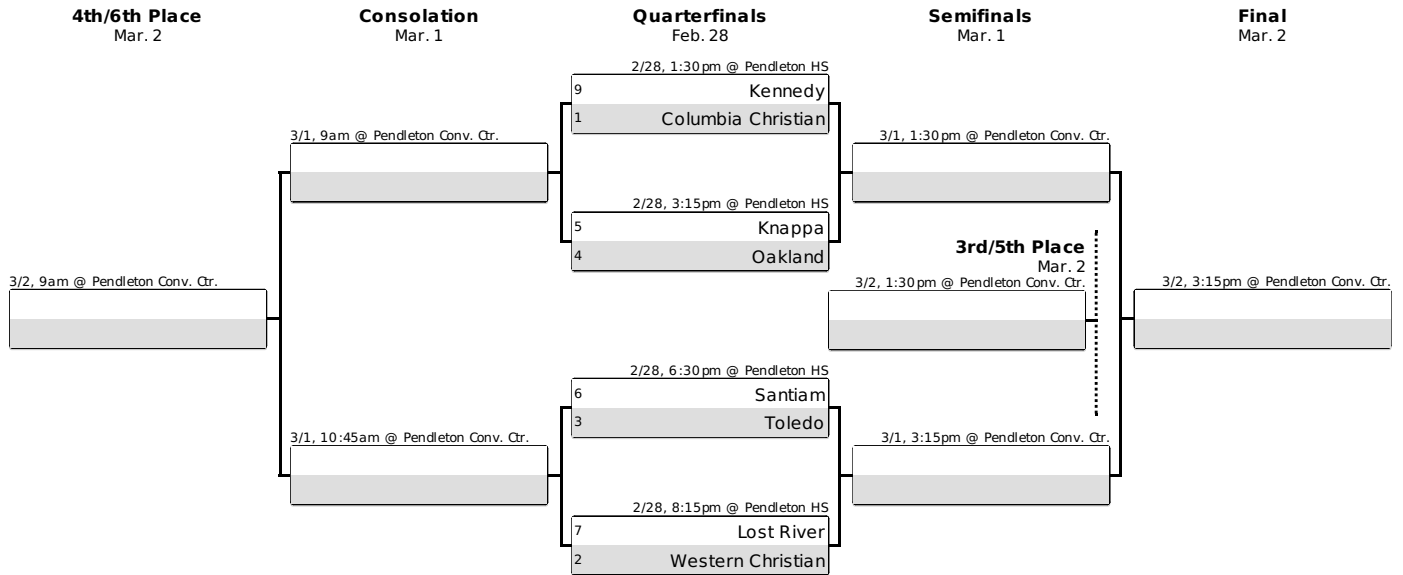 4th/6th Place
Mar. 2
Consolation
Mar. 1
Quarterfinals
Feb. 28
Semifinals
Mar. 1
Final
Mar. 2
2/28, 1:30pm @ Pendleton HS
9 Kennedy
1 Columbia Christian
3/1, 9am @ Pendleton Conv. Ctr.
3/1, 1:30pm @ Pendleton Conv. Ctr.
2/28, 3:15pm @ Pendleton HS
5 Knappa
4 Oakland
3rd/5th Place
Mar. 2
3/2, 9am @ Pendleton Conv. Ctr.
3/2, 1:30pm @ Pendleton Conv. Ctr.
3/2, 3:15pm @ Pendleton Conv. Ctr.
2/28, 6:30pm @ Pendleton HS
6 Santiam
3 Toledo
3/1, 10:45am @ Pendleton Conv. Ctr.
3/1, 3:15pm @ Pendleton Conv. Ctr.
2/28, 8:15pm @ Pendleton HS
7 Lost River
2 Western Christian